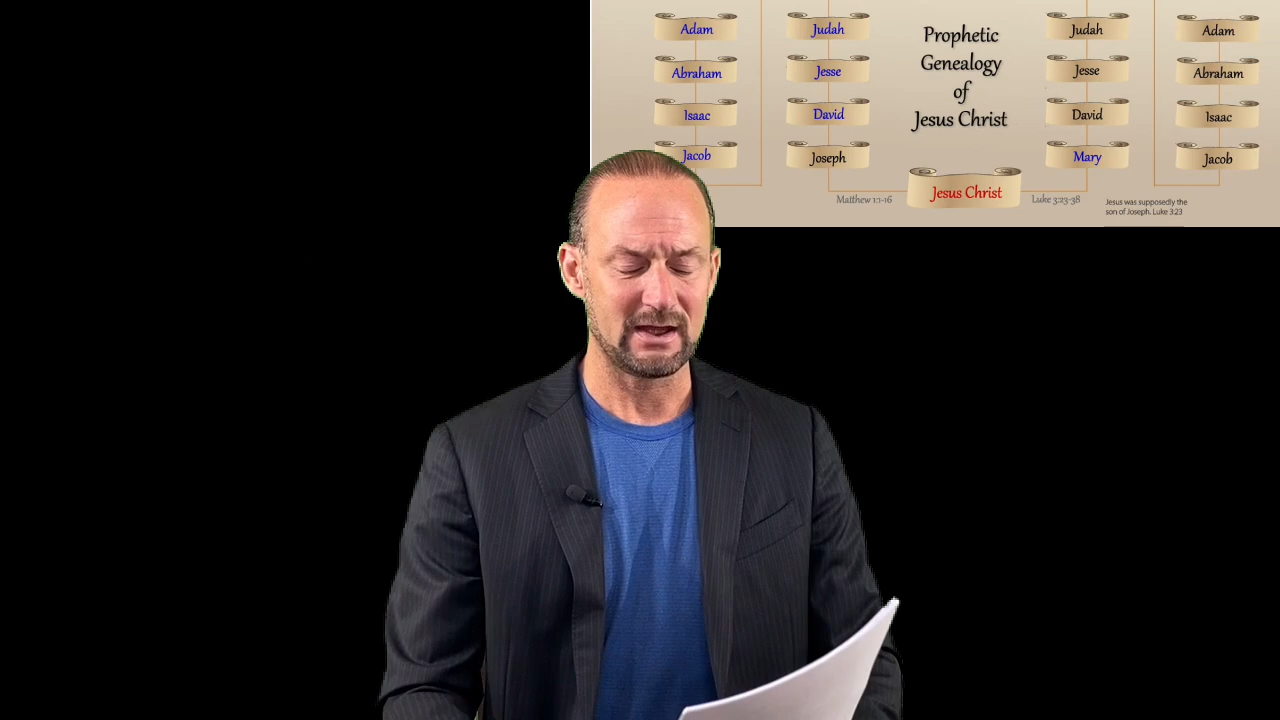 Adam
Abraham
Isaac
Jacob
Judah
Jesse
David
Joseph
Prophetic
Genealogy
of
Jesus Christ
Jesus Christ
Judah
Jesse
David
Mary
Adam
Abraham
Isaac
Jacob
Matthew 1:1-16
Luke 3:23-38
Jesus was supposedly the
son of Joseph. Luke 3:23